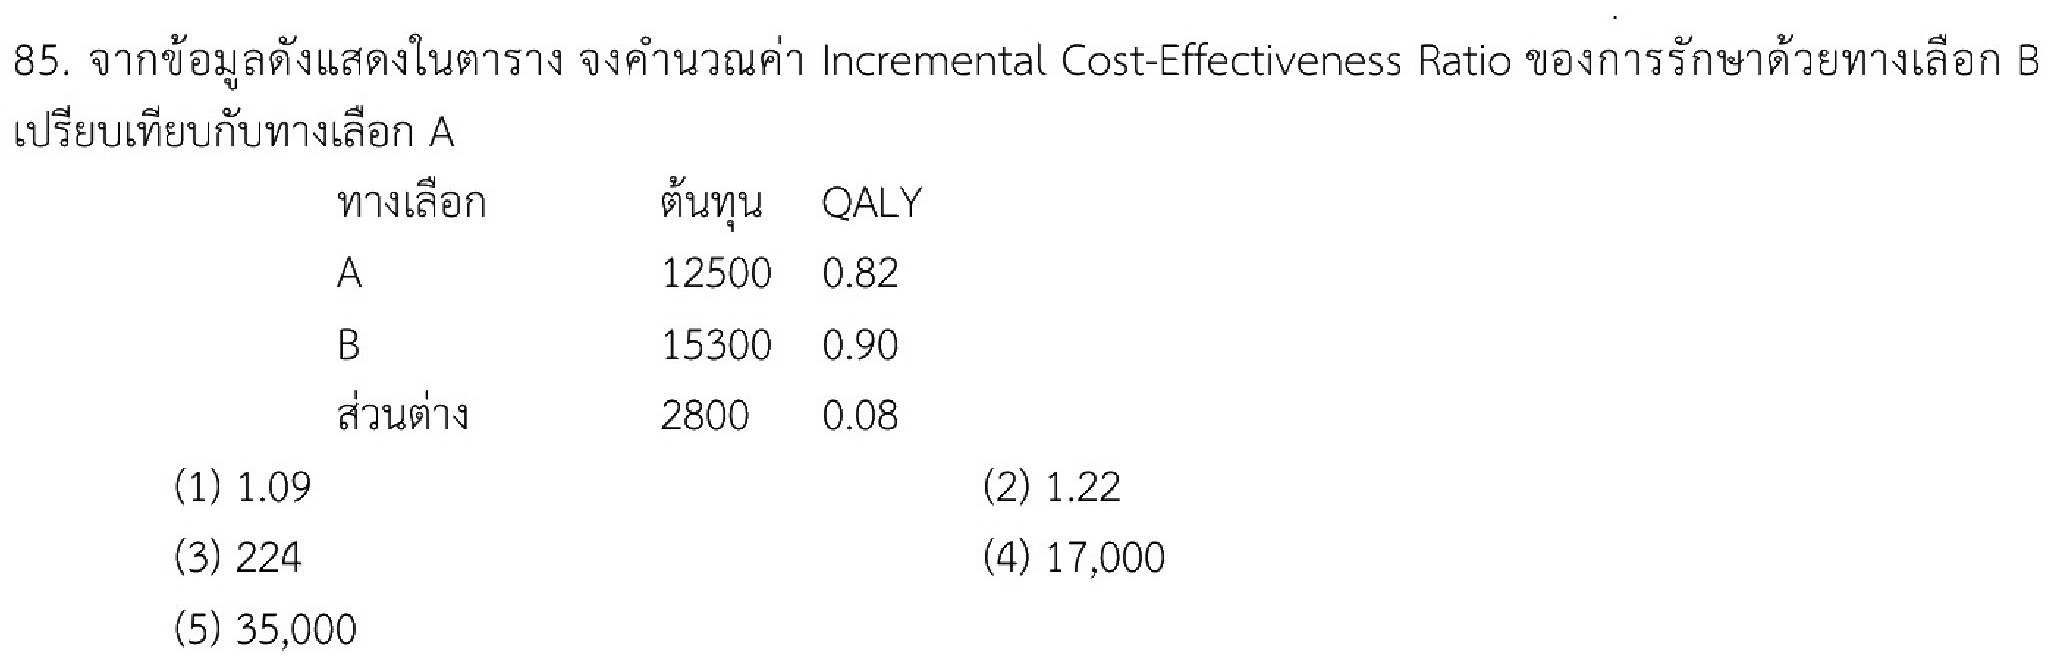 85. จากข้อมูลดังแสดงในตาราง จงคำนวณค่า Incremental Cost-Effectiveness Ratio ของการรักษาด้วยทางเลือก B
เปรียบเทียบกับทางเลือก A
ทางเลือก ต้นทุน QALY
A 12500 0.82
B 15300 0.90
ส่วนต่าง 2800 0.08
(1) 1.09 (2) 1.22
(3) 224 (4) 17,000
(5) 35,000